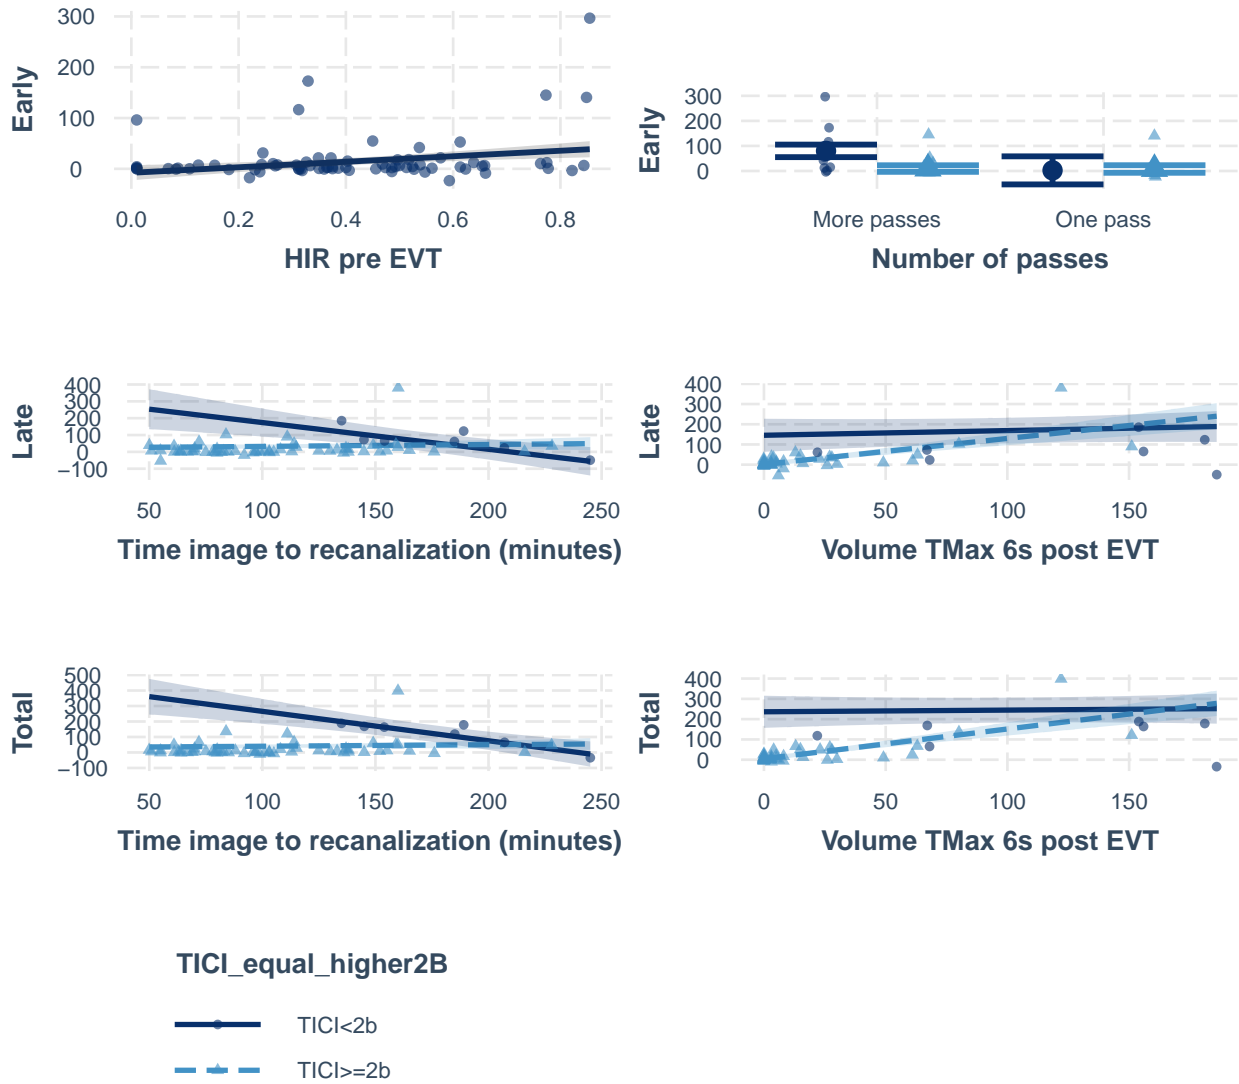 300
200
100
0
Early
0.0 0.2 0.4 0.6 0.8
HIR pre EVT
300
200
100
0
Early
More passes One pass
Number of passes
400
300
200
100
0
−100
Late
50 100 150 200 250
Time image to recanalization (minutes)
400
300
200
100
0
Late
0 50 100 150
Volume TMax 6s post EVT
500
400
300
200
100
0
−100
Total
50 100 150 200 250
Time image to recanalization (minutes)
400
300
200
100
0
Total
0 50 100 150
Volume TMax 6s post EVT
TICI_equal_higher2B
TICI<2b
TICI>=2b